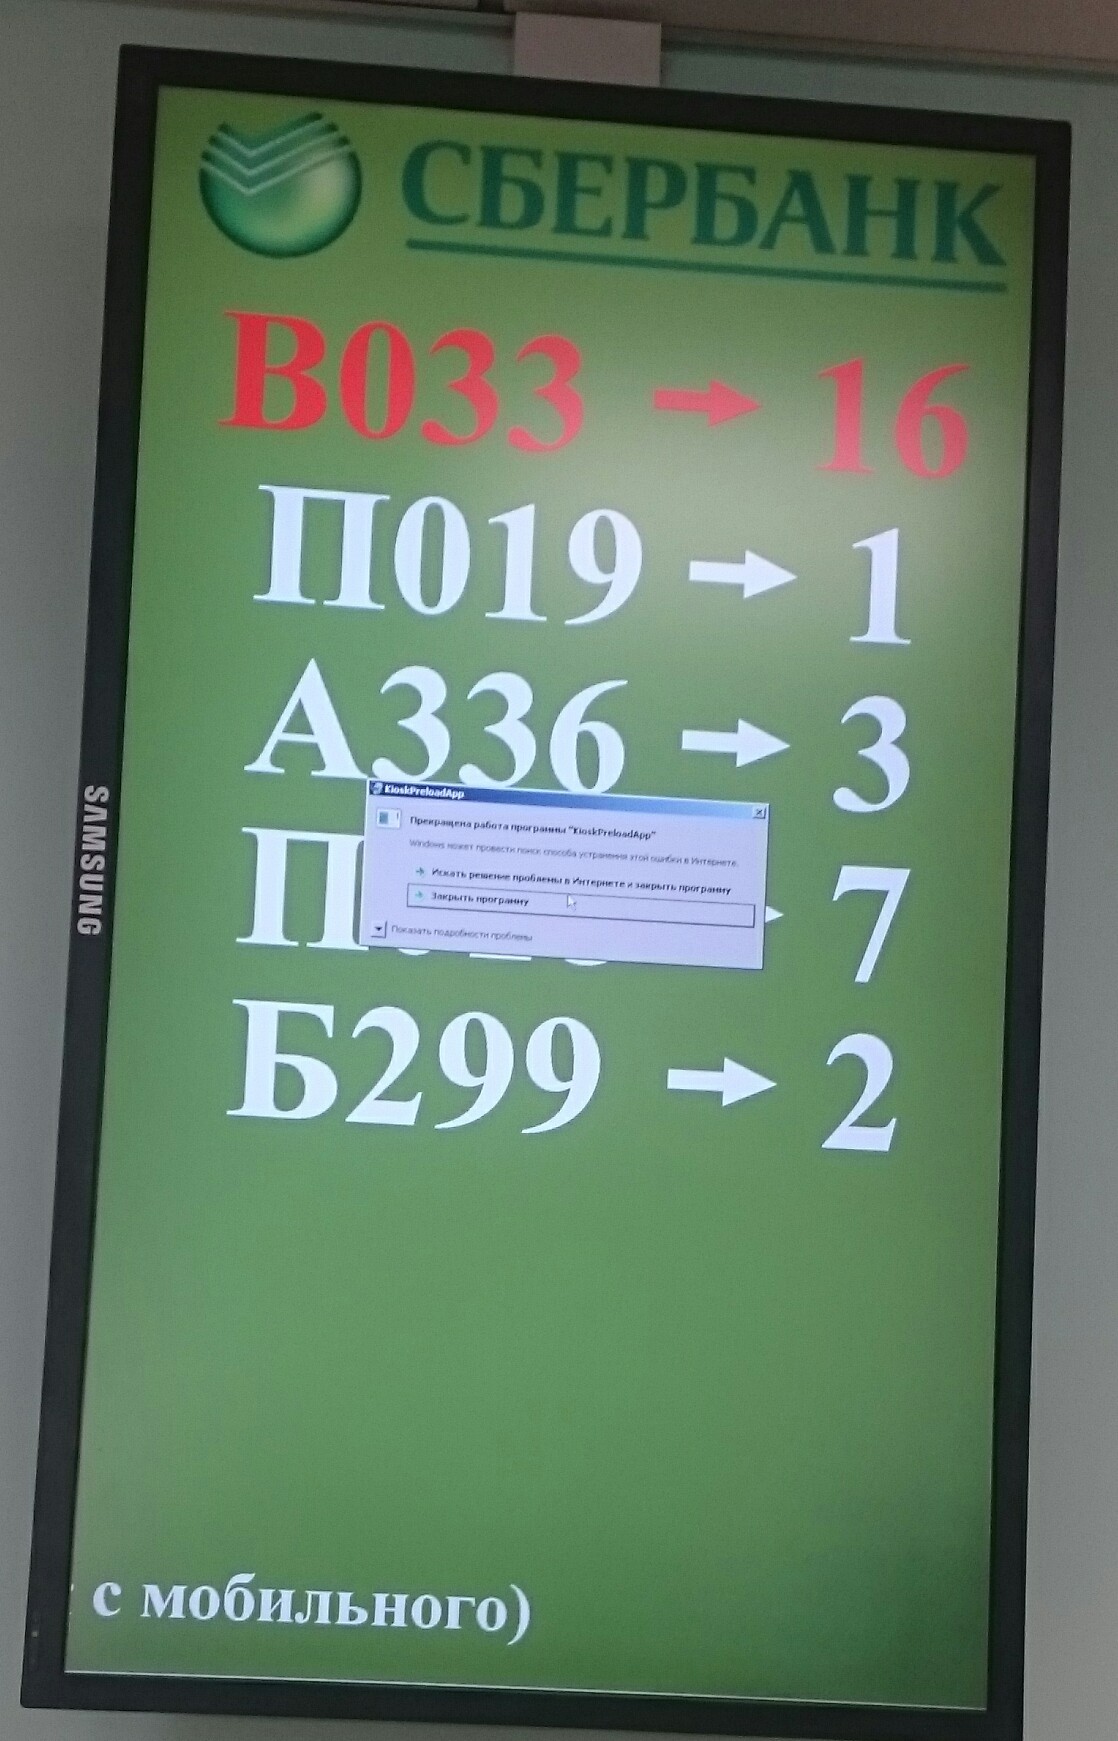 СБЕРБАНК
В033 → 16
П019 → 1
А336 → 3
KioskPreloadApp
Прекращена работа программы "KioskPreloadApp"
Windows может провести поиск способа устранения этой ошибки в Интернете.
Искать решение проблемы в Интернете и закрыть программу
Закрыть программу
Показать подробности проблемы
П 7
Б299 → 2
с мобильного)
SAMSUNG